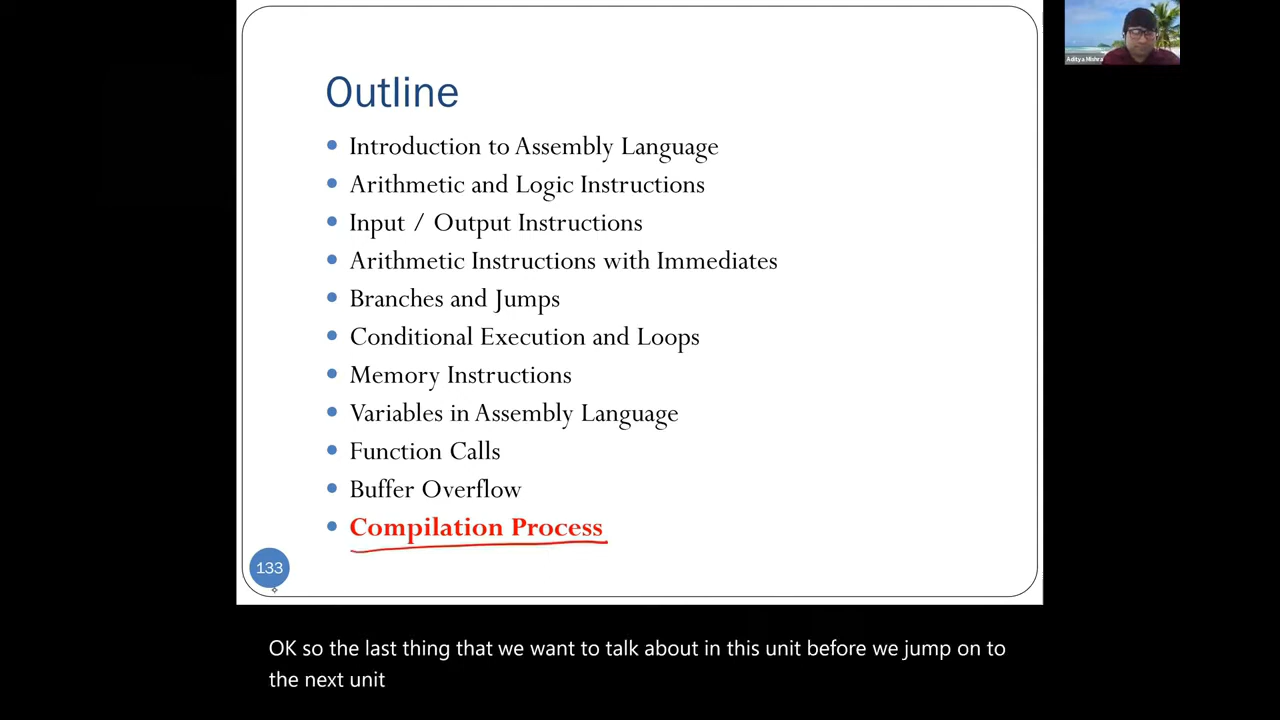 Outline
Introduction to Assembly Language
Arithmetic and Logic Instructions
Input / Output Instructions
Arithmetic Instructions with Immediates
Branches and Jumps
Conditional Execution and Loops
Memory Instructions
Variables in Assembly Language
Function Calls
Buffer Overflow
Compilation Process
133
Aditya Mishra
OK so the last thing that we want to talk about in this unit before we jump on to
the next unit